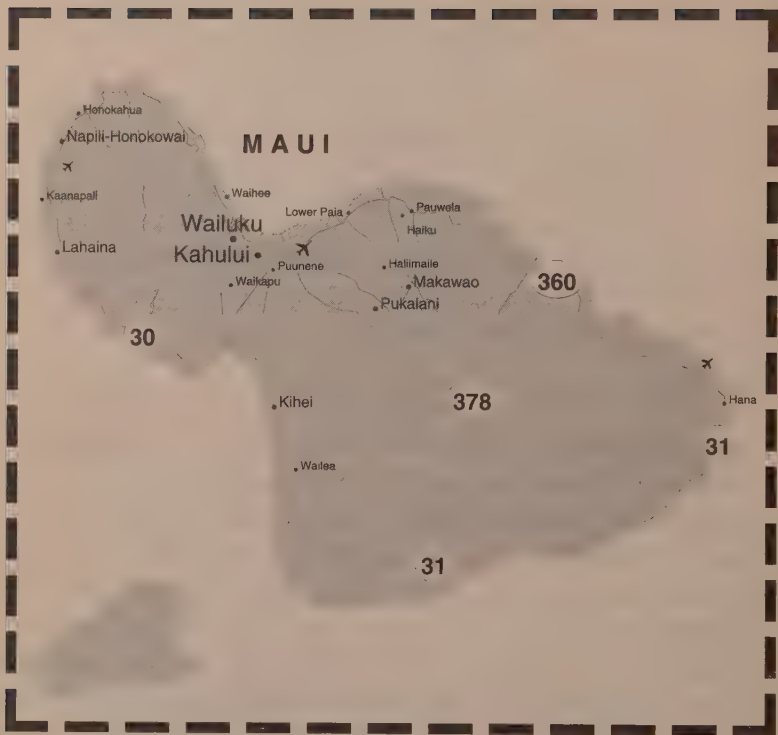 Honokahua
Napili-Honokowai
MAUI
Kaanapali
Waihee
Lower Paia
Pauwela
Wailuku
Haiku
Lahaina
Kahului
Puunene
Haliimaile
Waikapu
Makawao
360
Pukalani
30
Kihei
378
Hana
31
Wailea
31